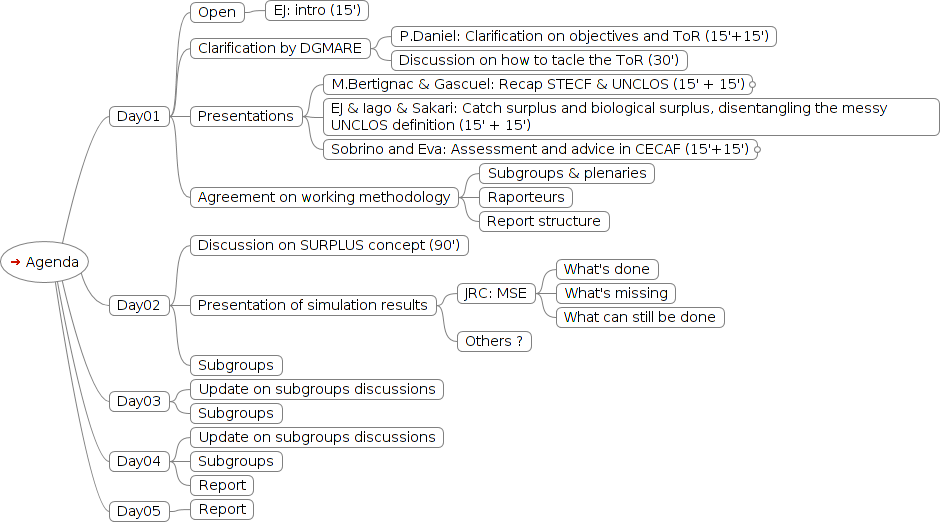 Agenda
Day01
Open
EJ: intro (15')
Clarification by DGMARE
P.Daniel: Clarification on objectives and ToR (15'+15')
Discussion on how to tacle the ToR (30')
Presentations
M.Bertignac & Gascuel: Recap STECF & UNCLOS (15' + 15')
EJ & Iago & Sakari: Catch surplus and biological surplus, disentangling the messy
UNCLOS definition (15' + 15')
Sobrino and Eva: Assessment and advice in CECAF (15'+15')
Agreement on working methodology
Subgroups & plenaries
Raporteurs
Report structure
Day02
Discussion on SURPLUS concept (90')
Presentation of simulation results
JRC: MSE
What's done
What's missing
What can still be done
Others ?
Subgroups
Day03
Update on subgroups discussions
Subgroups
Day04
Update on subgroups discussions
Subgroups
Report
Day05
Report